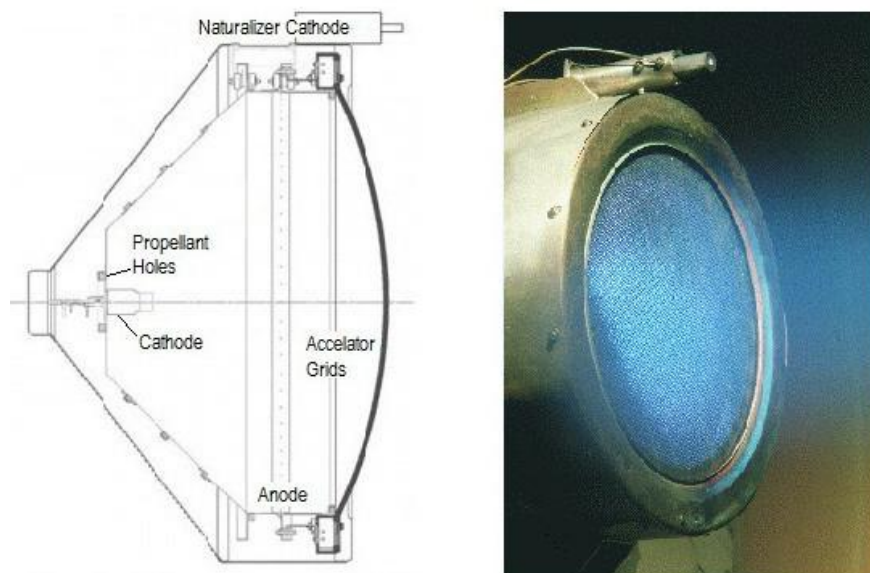 Naturalizer Cathode
Propellant
Holes
Cathode
Accelator
Grids
Anode